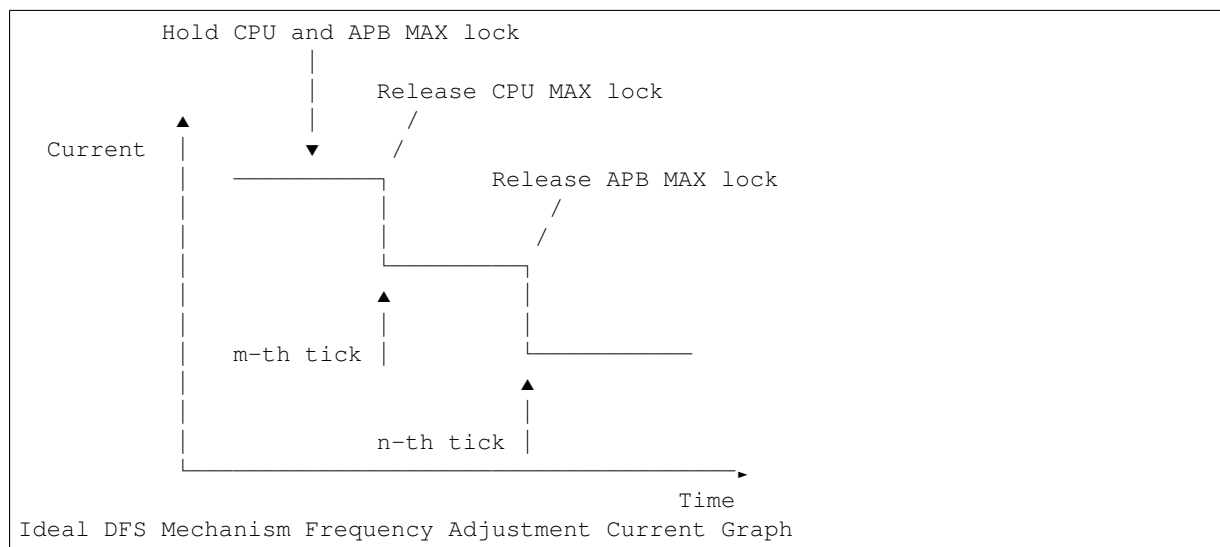 Hold CPU and APB MAX lock
Release CPU MAX lock
Current
Release APB MAX lock
m-th tick
n-th tick
Time
Ideal DFS Mechanism Frequency Adjustment Current Graph